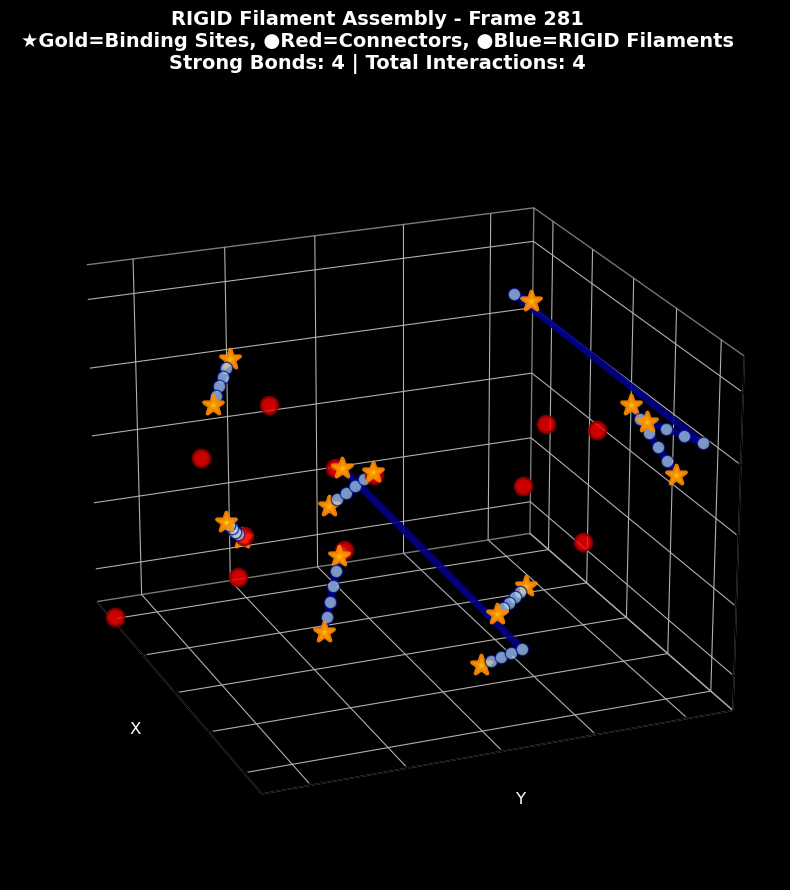 RIGID Filament Assembly - Frame 281
★Gold=Binding Sites, ●Red=Connectors, ●Blue=RIGID Filaments
Strong Bonds: 4 | Total Interactions: 4
X
Y